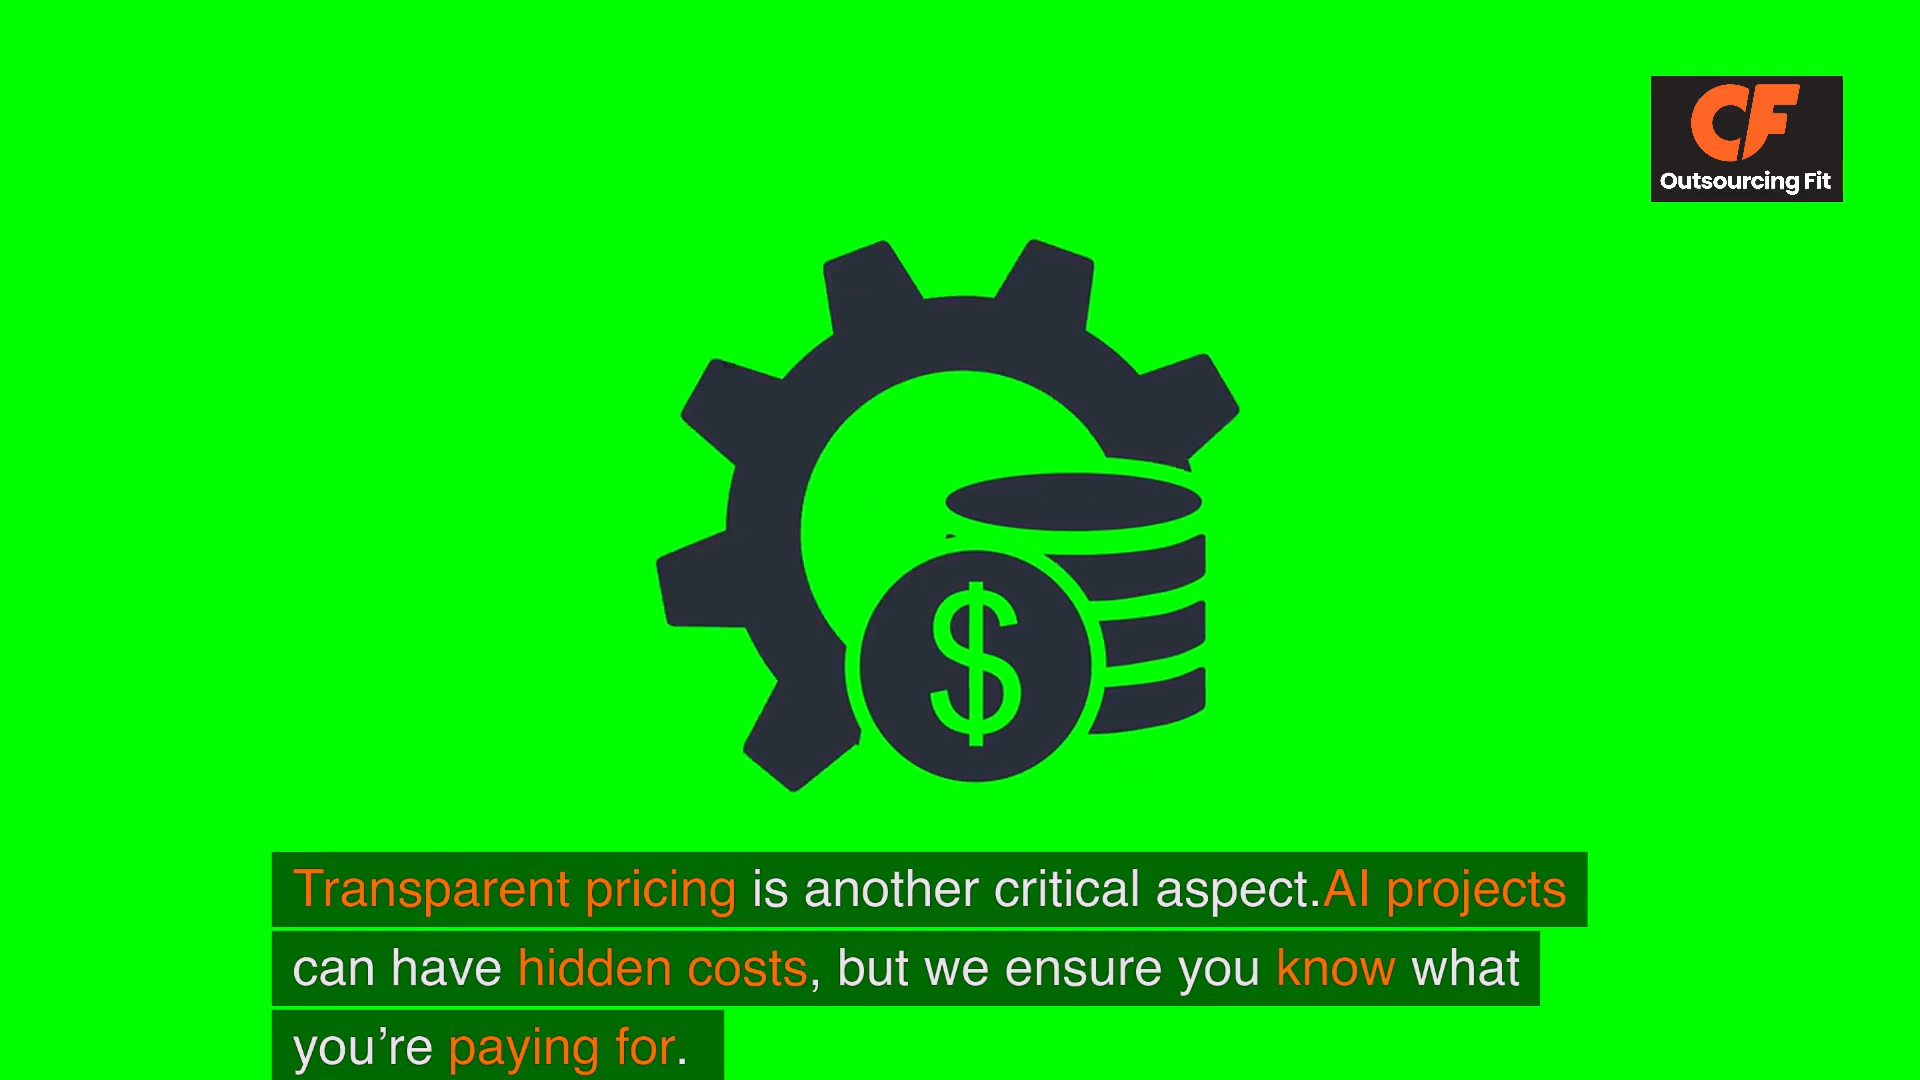 CF
Outsourcing Fit
$
Transparent pricing is another critical aspect.AI projects
can have hidden costs, but we ensure you know what
you’re paying for.